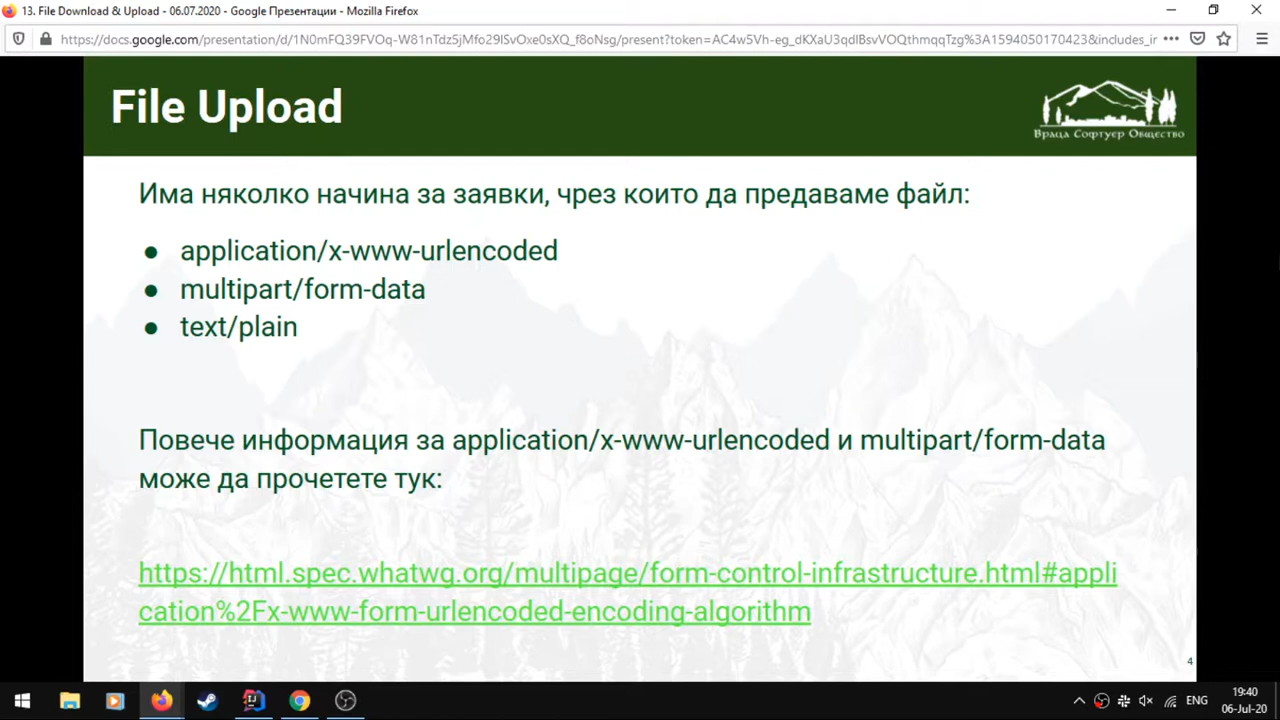 13. File Download & Upload - 06.07.2020 - Google Презентации - Mozilla Firefox
https://docs.google.com/presentation/d/1N0mFQ39FVOq-W81nTdz5jMfo29ISvOxe0sXQ_f8oNsg/present?token=AC4w5Vh-eg_dKXaU3qdlBsvVOQthmqqTzg%3A1594050170423&includes_ir
File Upload
Враца Софтуер Общество
Има няколко начина за заявки, чрез които да предаваме файл:
● application/x-www-urlencoded
● multipart/form-data
● text/plain
Повече информация за application/x-www-urlencoded и multipart/form-data
може да прочетете тук:
https://html.spec.whatwg.org/multipage/form-control-infrastructure.html#appli
cation%2Fx-www-form-urlencoded-encoding-algorithm
4
ENG
19:40
06-Jul-20